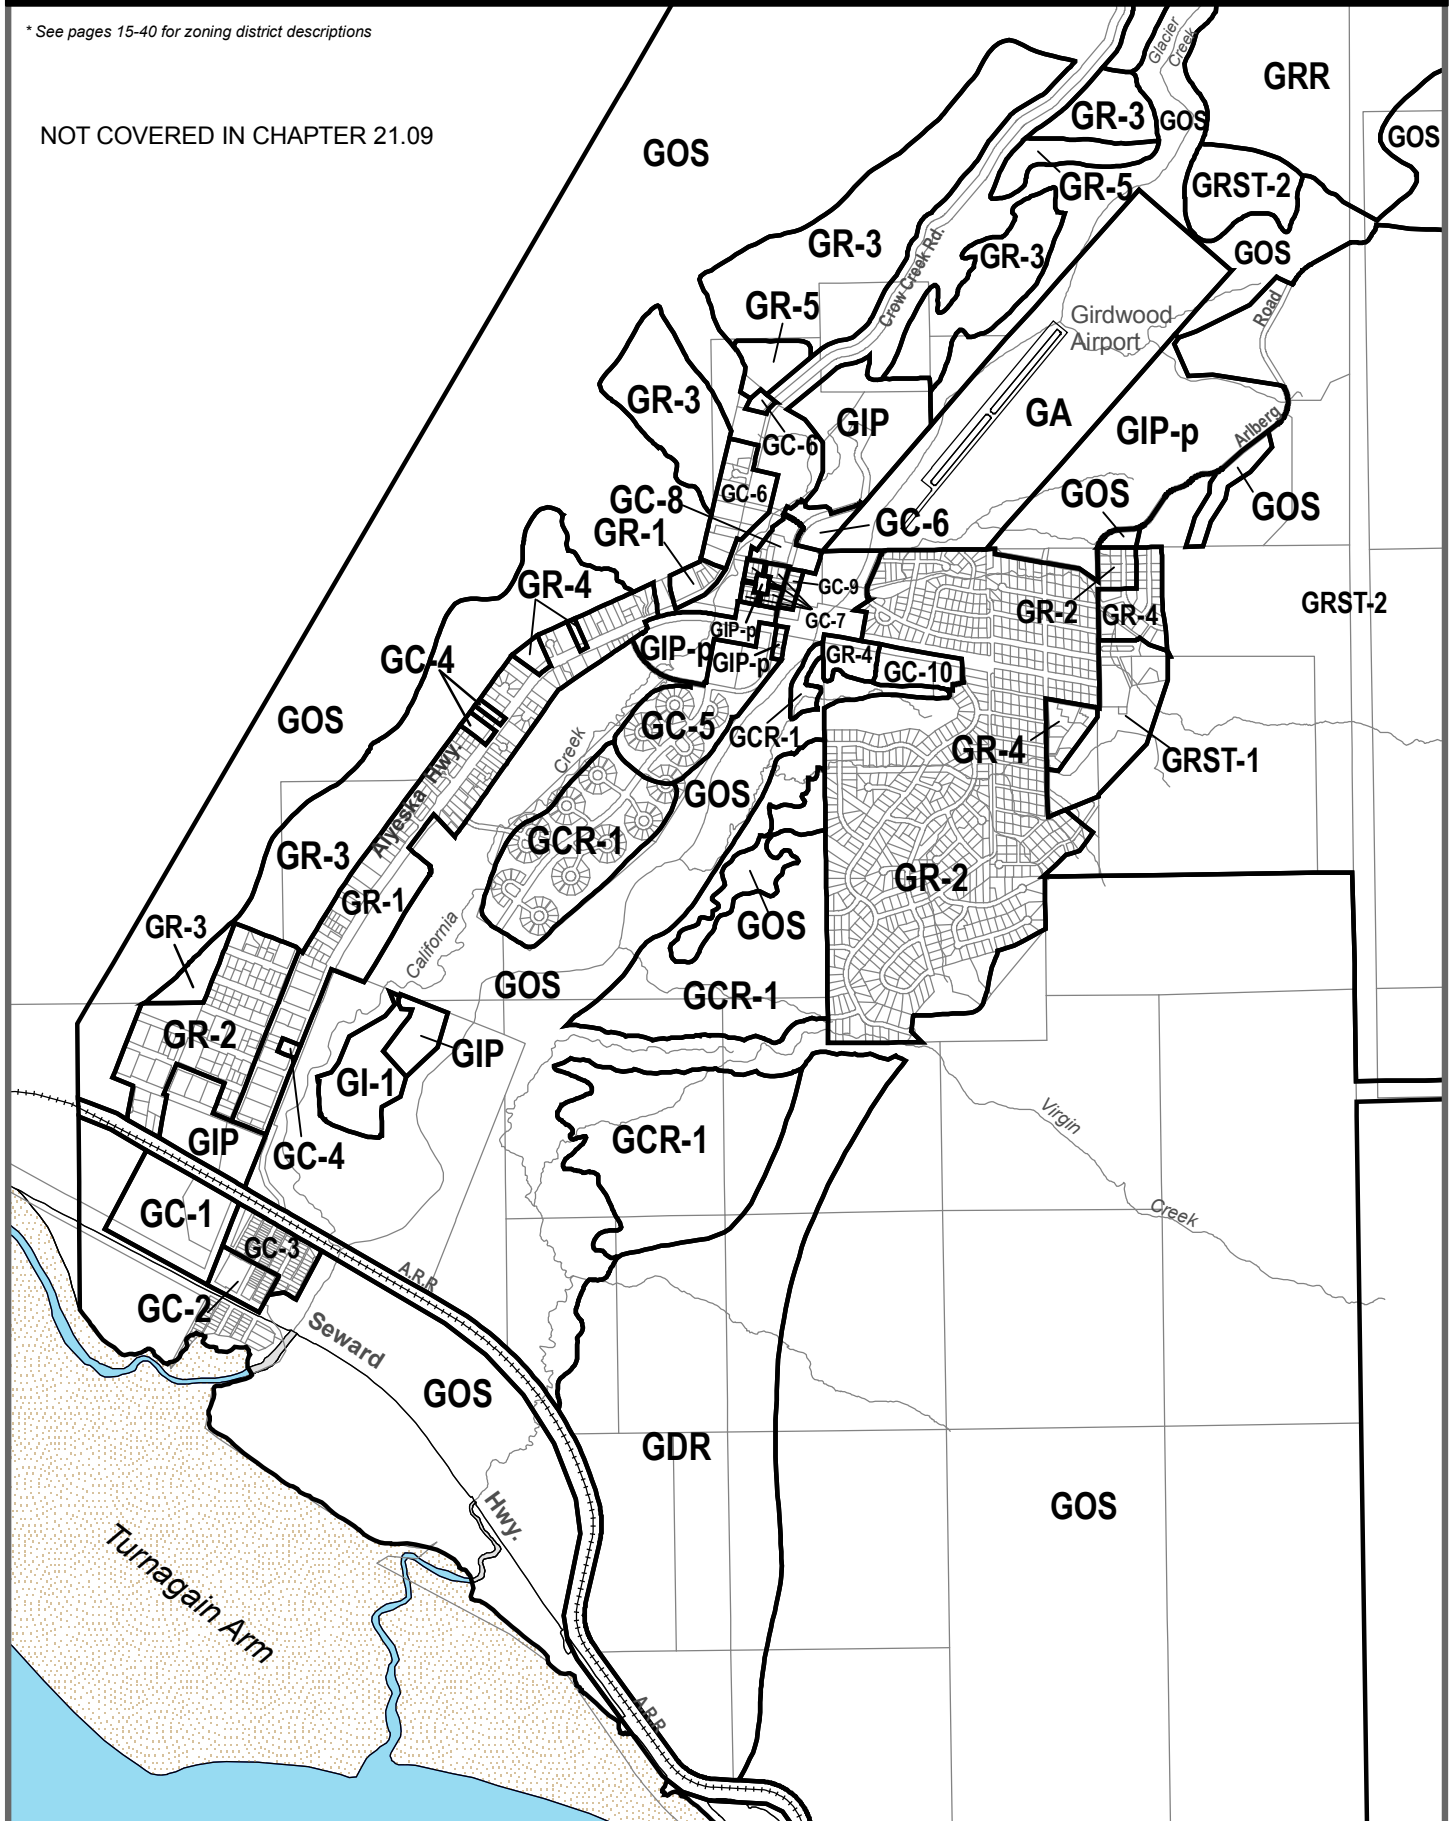 * See pages 15-40 for zoning district descriptions
NOT COVERED IN CHAPTER 21.09
Glacier
Creek
GRR
GR-3
GOS
GOS
GOS
GR-5
GRST-2
GR-3
Crow Creek Rd.
GR-3
GOS
GR-5
Girdwood
Airport
Road
GR-3
GC-6
GIP
GA
GIP-p
Arlberg
GC-6
GOS
GOS
GC-8
GC-6
GR-1
GR-4
GC-9
GR-2
GR-4
GRST-2
GC-7
GIP-p
GIP-p
GIP-p
GR-4
GC-10
GC-4
GOS
GC-5
GCR-1
Creek
GR-4
GRST-1
Alyeska Hwy.
GOS
GCR-1
GR-3
GR-2
GR-1
GR-3
GOS
California
GOS
GCR-1
GR-2
GIP
GI-1
Virgin
GIP
GC-4
GCR-1
GC-1
Creek
GC-3
A.R.R
GC-2
Seward
GOS
GDR
Hwy.
GOS
Turnagain Arm
A.R.R